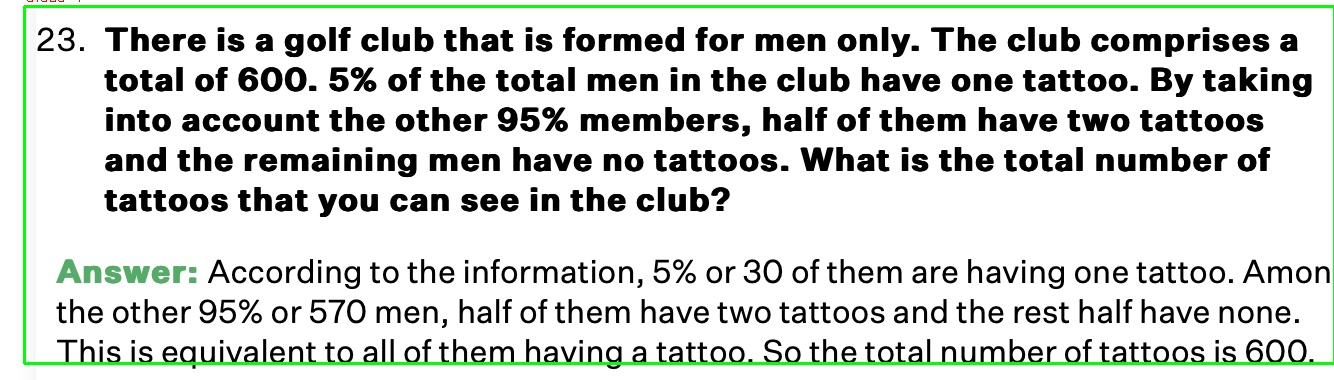 23. There is a golf club that is formed for men only. The club comprises a
total of 600. 5% of the total men in the club have one tattoo. By taking
into account the other 95% members, half of them have two tattoos
and the remaining men have no tattoos. What is the total number of
tattoos that you can see in the club?
Answer: According to the information, 5% or 30 of them are having one tattoo. Amon
the other 95% or 570 men, half of them have two tattoos and the rest half have none.
This is equivalent to all of them having a tattoo. So the total number of tattoos is 600.